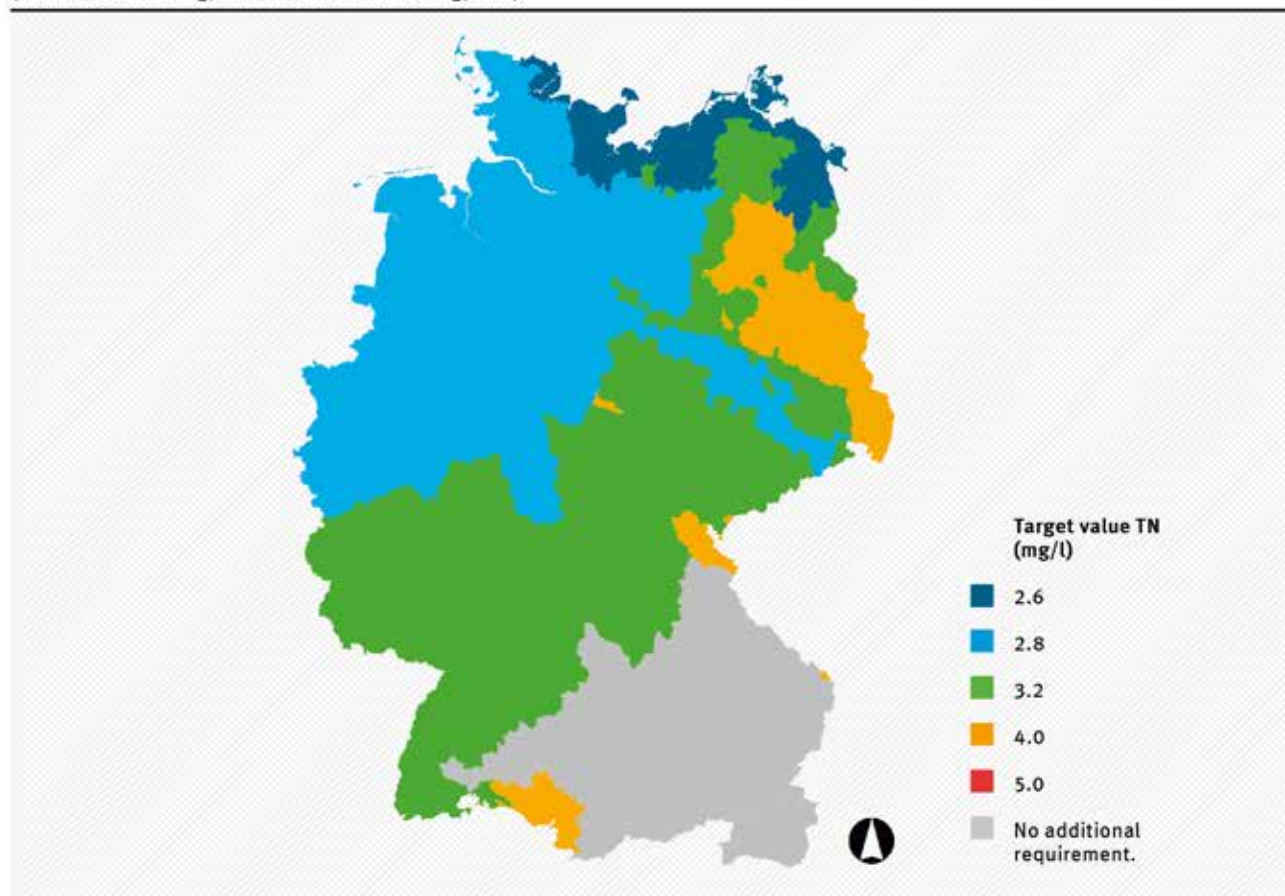 Target value TN
(mg/l)
2.6
2.8
3.2
4.0
5.0
No additional
requirement.